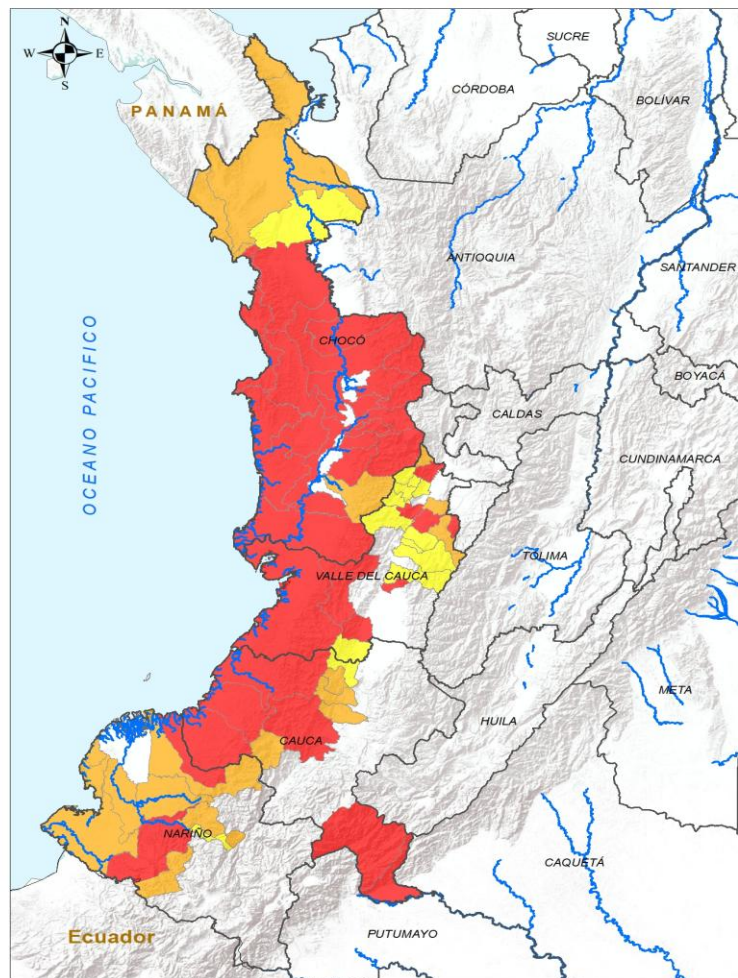 N
W E
S
SUCRE
CÓRDOBA
BOLÍVAR
PANAMÁ
ANTIOQUIA
SANTANDER
OCEANO PACIFICO
CHOCÓ
BOYACÁ
CALDAS
CUNDINAMARCA
TOLIMA
VALLE DEL CAUCA
META
HUILA
CAUCA
NARIÑO
CAQUETÁ
PUTUMAYO
Ecuador